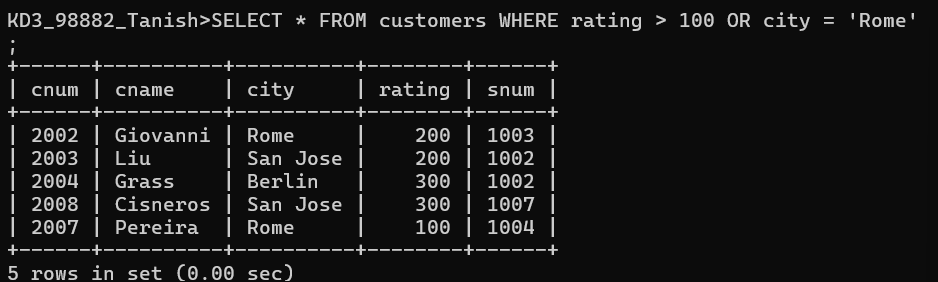 KD3_98882_Tanish>SELECT * FROM customers WHERE rating > 100 OR city = 'Rome'
;
+------+----------+----------+--------+------+
| cnum | cname    | city     | rating | snum |
+------+----------+----------+--------+------+
| 2002 | Giovanni | Rome     |    200 | 1003 |
| 2003 | Liu      | San Jose |    200 | 1002 |
| 2004 | Grass    | Berlin   |    300 | 1002 |
| 2008 | Cisneros | San Jose |    300 | 1007 |
| 2007 | Pereira  | Rome     |    100 | 1004 |
+------+----------+----------+--------+------+
5 rows in set (0.00 sec)